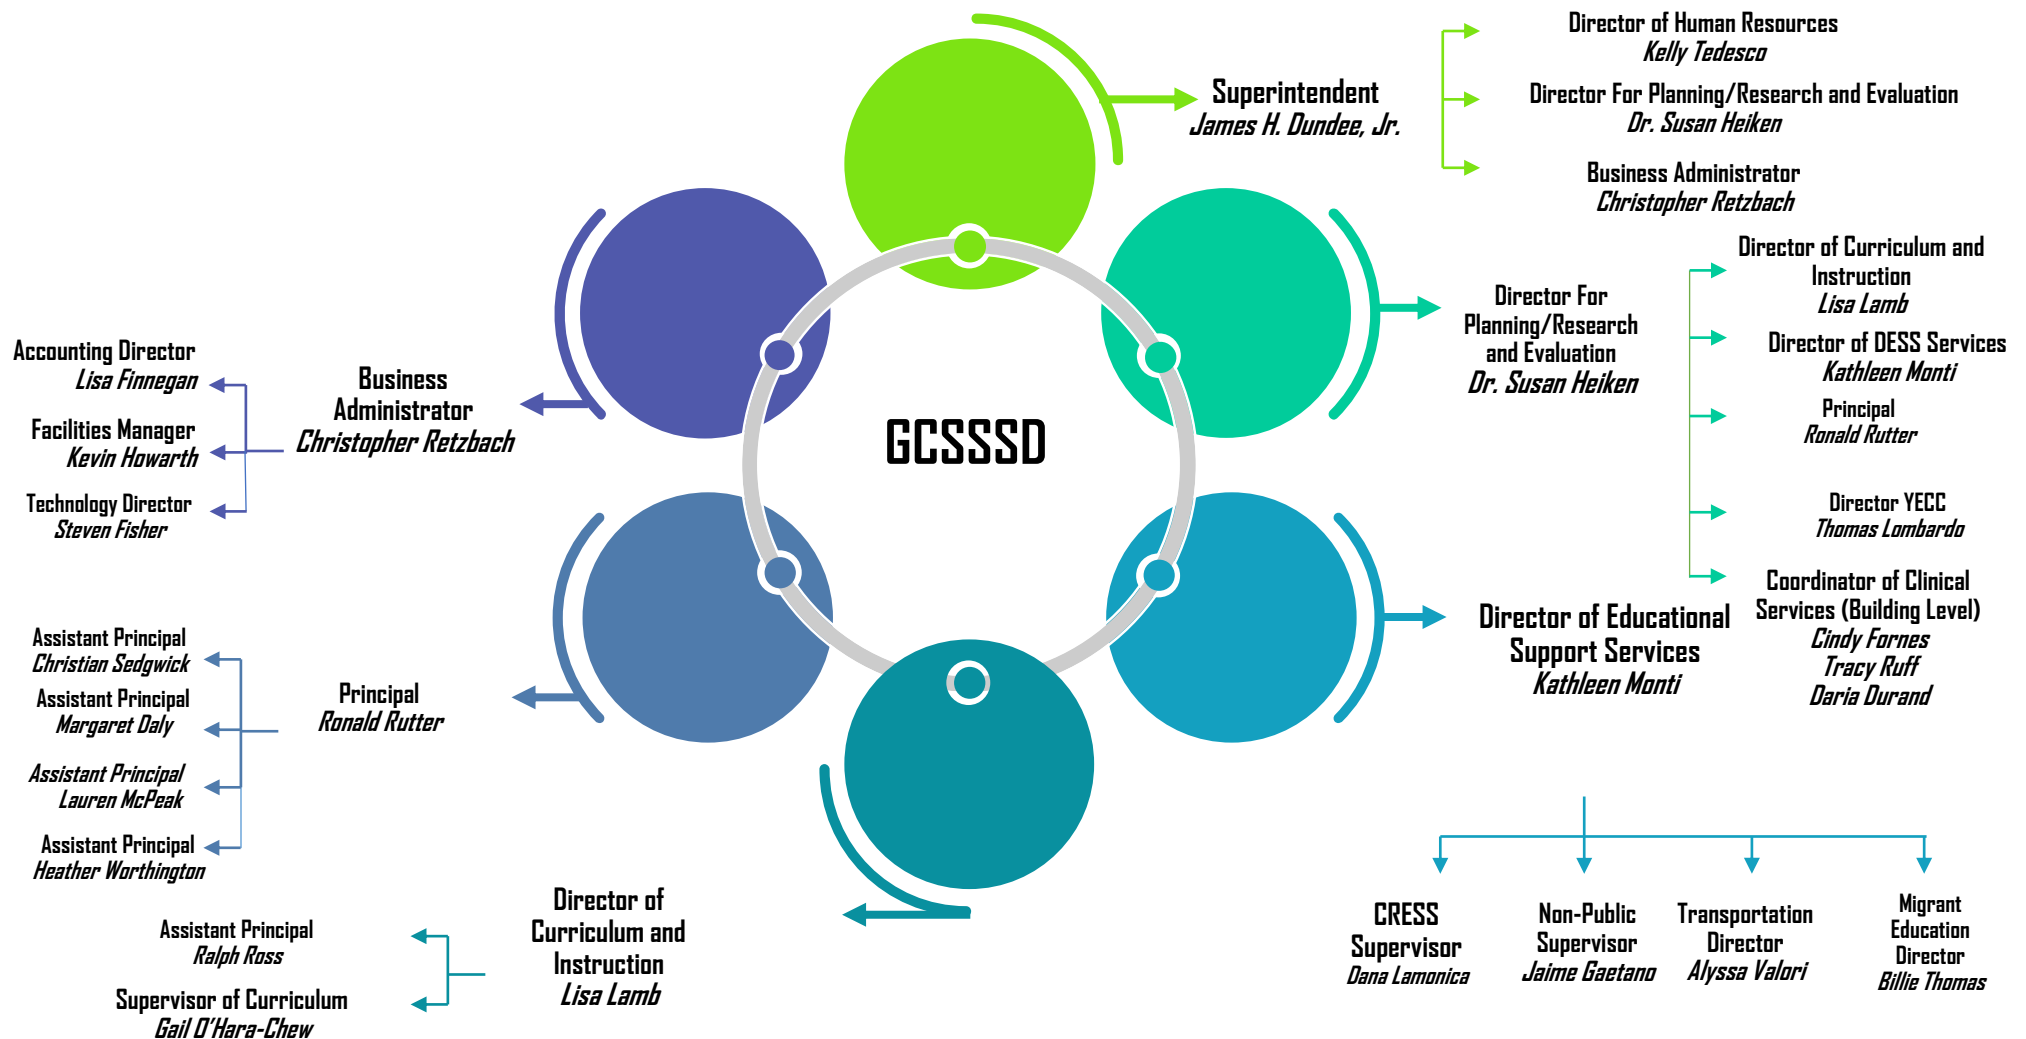 Director of Human Resources
Kelly Tedesco
Superintendent
James H. Dundee, Jr.
Director For Planning/Research and Evaluation
Dr. Susan Heiken
Business Administrator
Christopher Retzbach
Director For
Planning/Research
and Evaluation
Dr. Susan Heiken
Director of Curriculum and
Instruction
Lisa Lamb
Director of DESS Services
Kathleen Monti
Principal
Ronald Rutter
Director YECC
Thomas Lombardo
Coordinator of Clinical
Services (Building Level)
Cindy Fornes
Tracy Ruff
Daria Durand
GCSSSD
Director of Educational
Support Services
Kathleen Monti
CRESS
Supervisor
Dana Lamonica
Non-Public
Supervisor
Jaime Gaetano
Transportation
Director
Alyssa Valori
Migrant
Education
Director
Billie Thomas
Director of
Curriculum and
Instruction
Lisa Lamb
Assistant Principal
Ralph Ross
Supervisor of Curriculum
Gail O'Hara-Chew
Principal
Ronald Rutter
Assistant Principal
Christian Sedgwick
Assistant Principal
Margaret Daly
Assistant Principal
Lauren McPeak
Assistant Principal
Heather Worthington
Business
Administrator
Christopher Retzbach
Accounting Director
Lisa Finnegan
Facilities Manager
Kevin Howarth
Technology Director
Steven Fisher